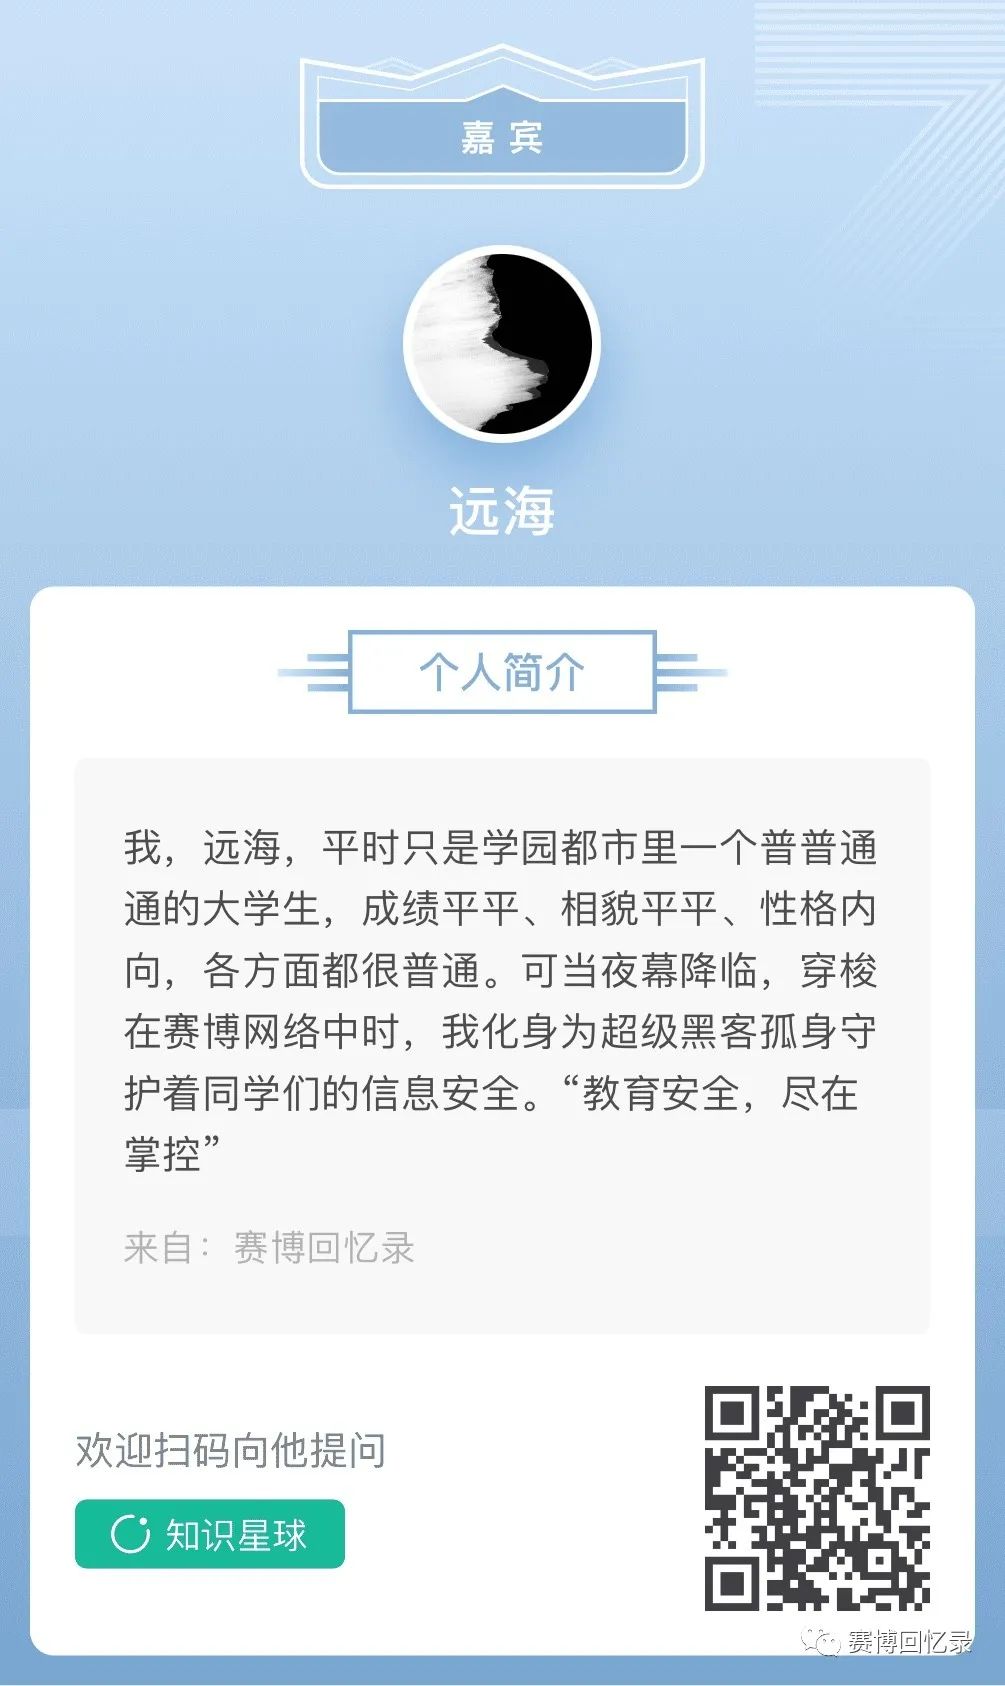 嘉宾
远海
个人简介
我，远海，平时只是学园都市里一个普普通
通的大学生，成绩平平、相貌平平、性格内
向，各方面都很普通。可当夜幕降临，穿梭
在赛博网络中时，我化身为超级黑客孤身守
护着同学们的信息安全。“教育安全，尽在
掌控”
来自：赛博回忆录
欢迎扫码向他提问
知识星球
赛博回忆录